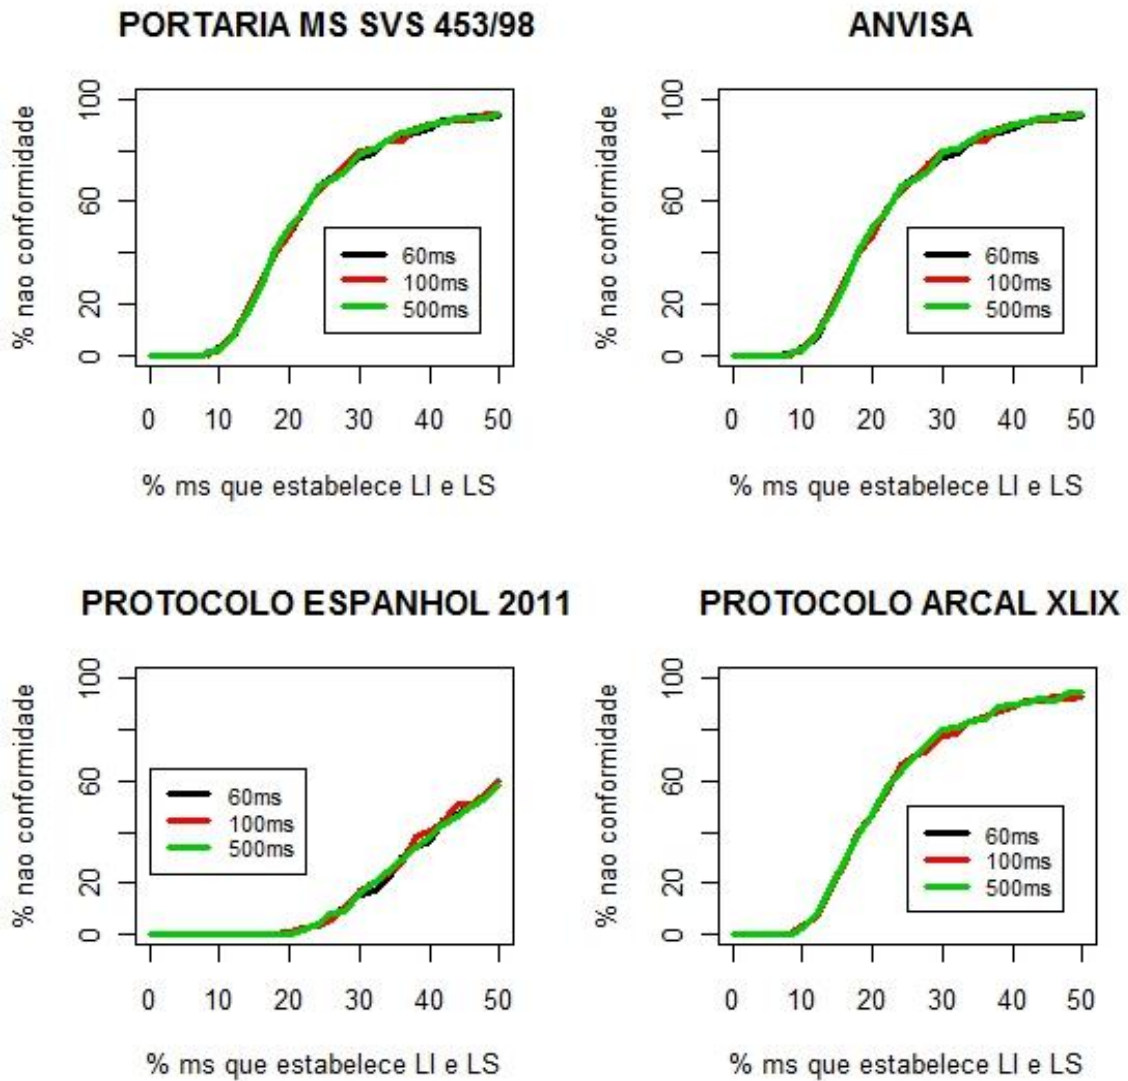 PORTARIA MS SVS 453/98
% nao conformidade
100
60
20
0
60ms
100ms
500ms
0 10 20 30 40 50
% ms que estabelece LI e LS
ANVISA
% nao conformidade
100
60
20
0
60ms
100ms
500ms
0 10 20 30 40 50
% ms que estabelece LI e LS
PROTOCOLO ESPANHOL 2011
% nao conformidade
100
60
20
0
60ms
100ms
500ms
0 10 20 30 40 50
% ms que estabelece LI e LS
PROTOCOLO ARCAL XLIX
% nao conformidade
100
60
20
0
60ms
100ms
500ms
0 10 20 30 40 50
% ms que estabelece LI e LS